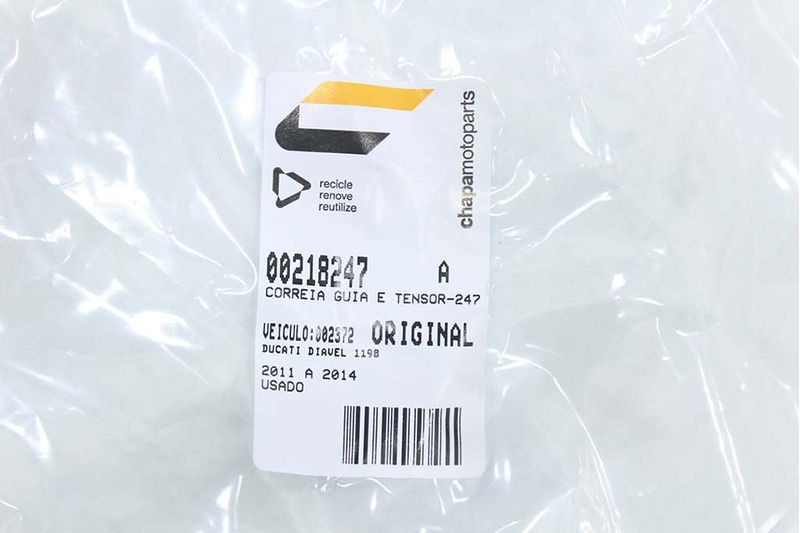 chapamotoparts
recicle
renove
reutilize
00218247 A
CORREIA GUIA E TENSOR-247
VEICULO:002372 ORIGINAL
DUCATI DIAVEL 1198
2011 A 2014
USADO